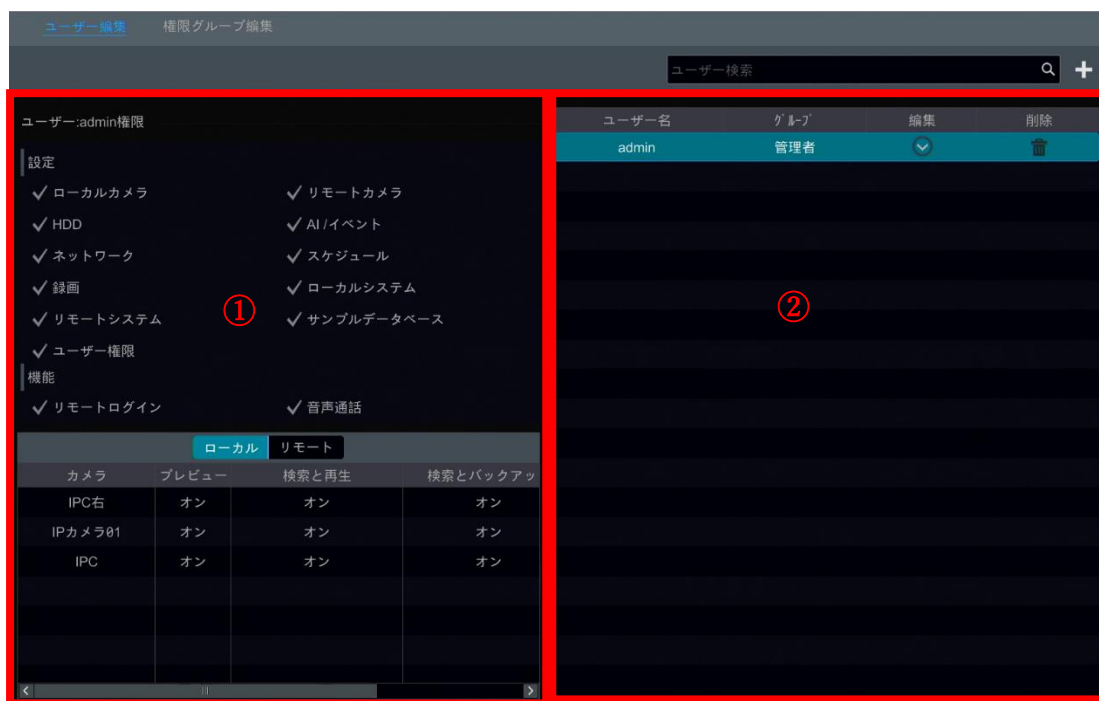 ユーザー編集 権限グループ編集
ユーザー検索
ユーザー:admin権限
設定
ローカルカメラ リモートカメラ
HDD AI/イベント
ネットワーク スケジュール
録画 ローカルシステム
リモートシステム サンプルデータベース
ユーザー権限
機能
リモートログイン 音声通話
①
ローカル リモート
カメラ プレビュー 検索と再生 検索とバックアッ
IPC右 オン オン オン
IPカメラ01 オン オン オン
IPC オン オン オン
ユーザー名 グループ 編集 削除
admin 管理者
②